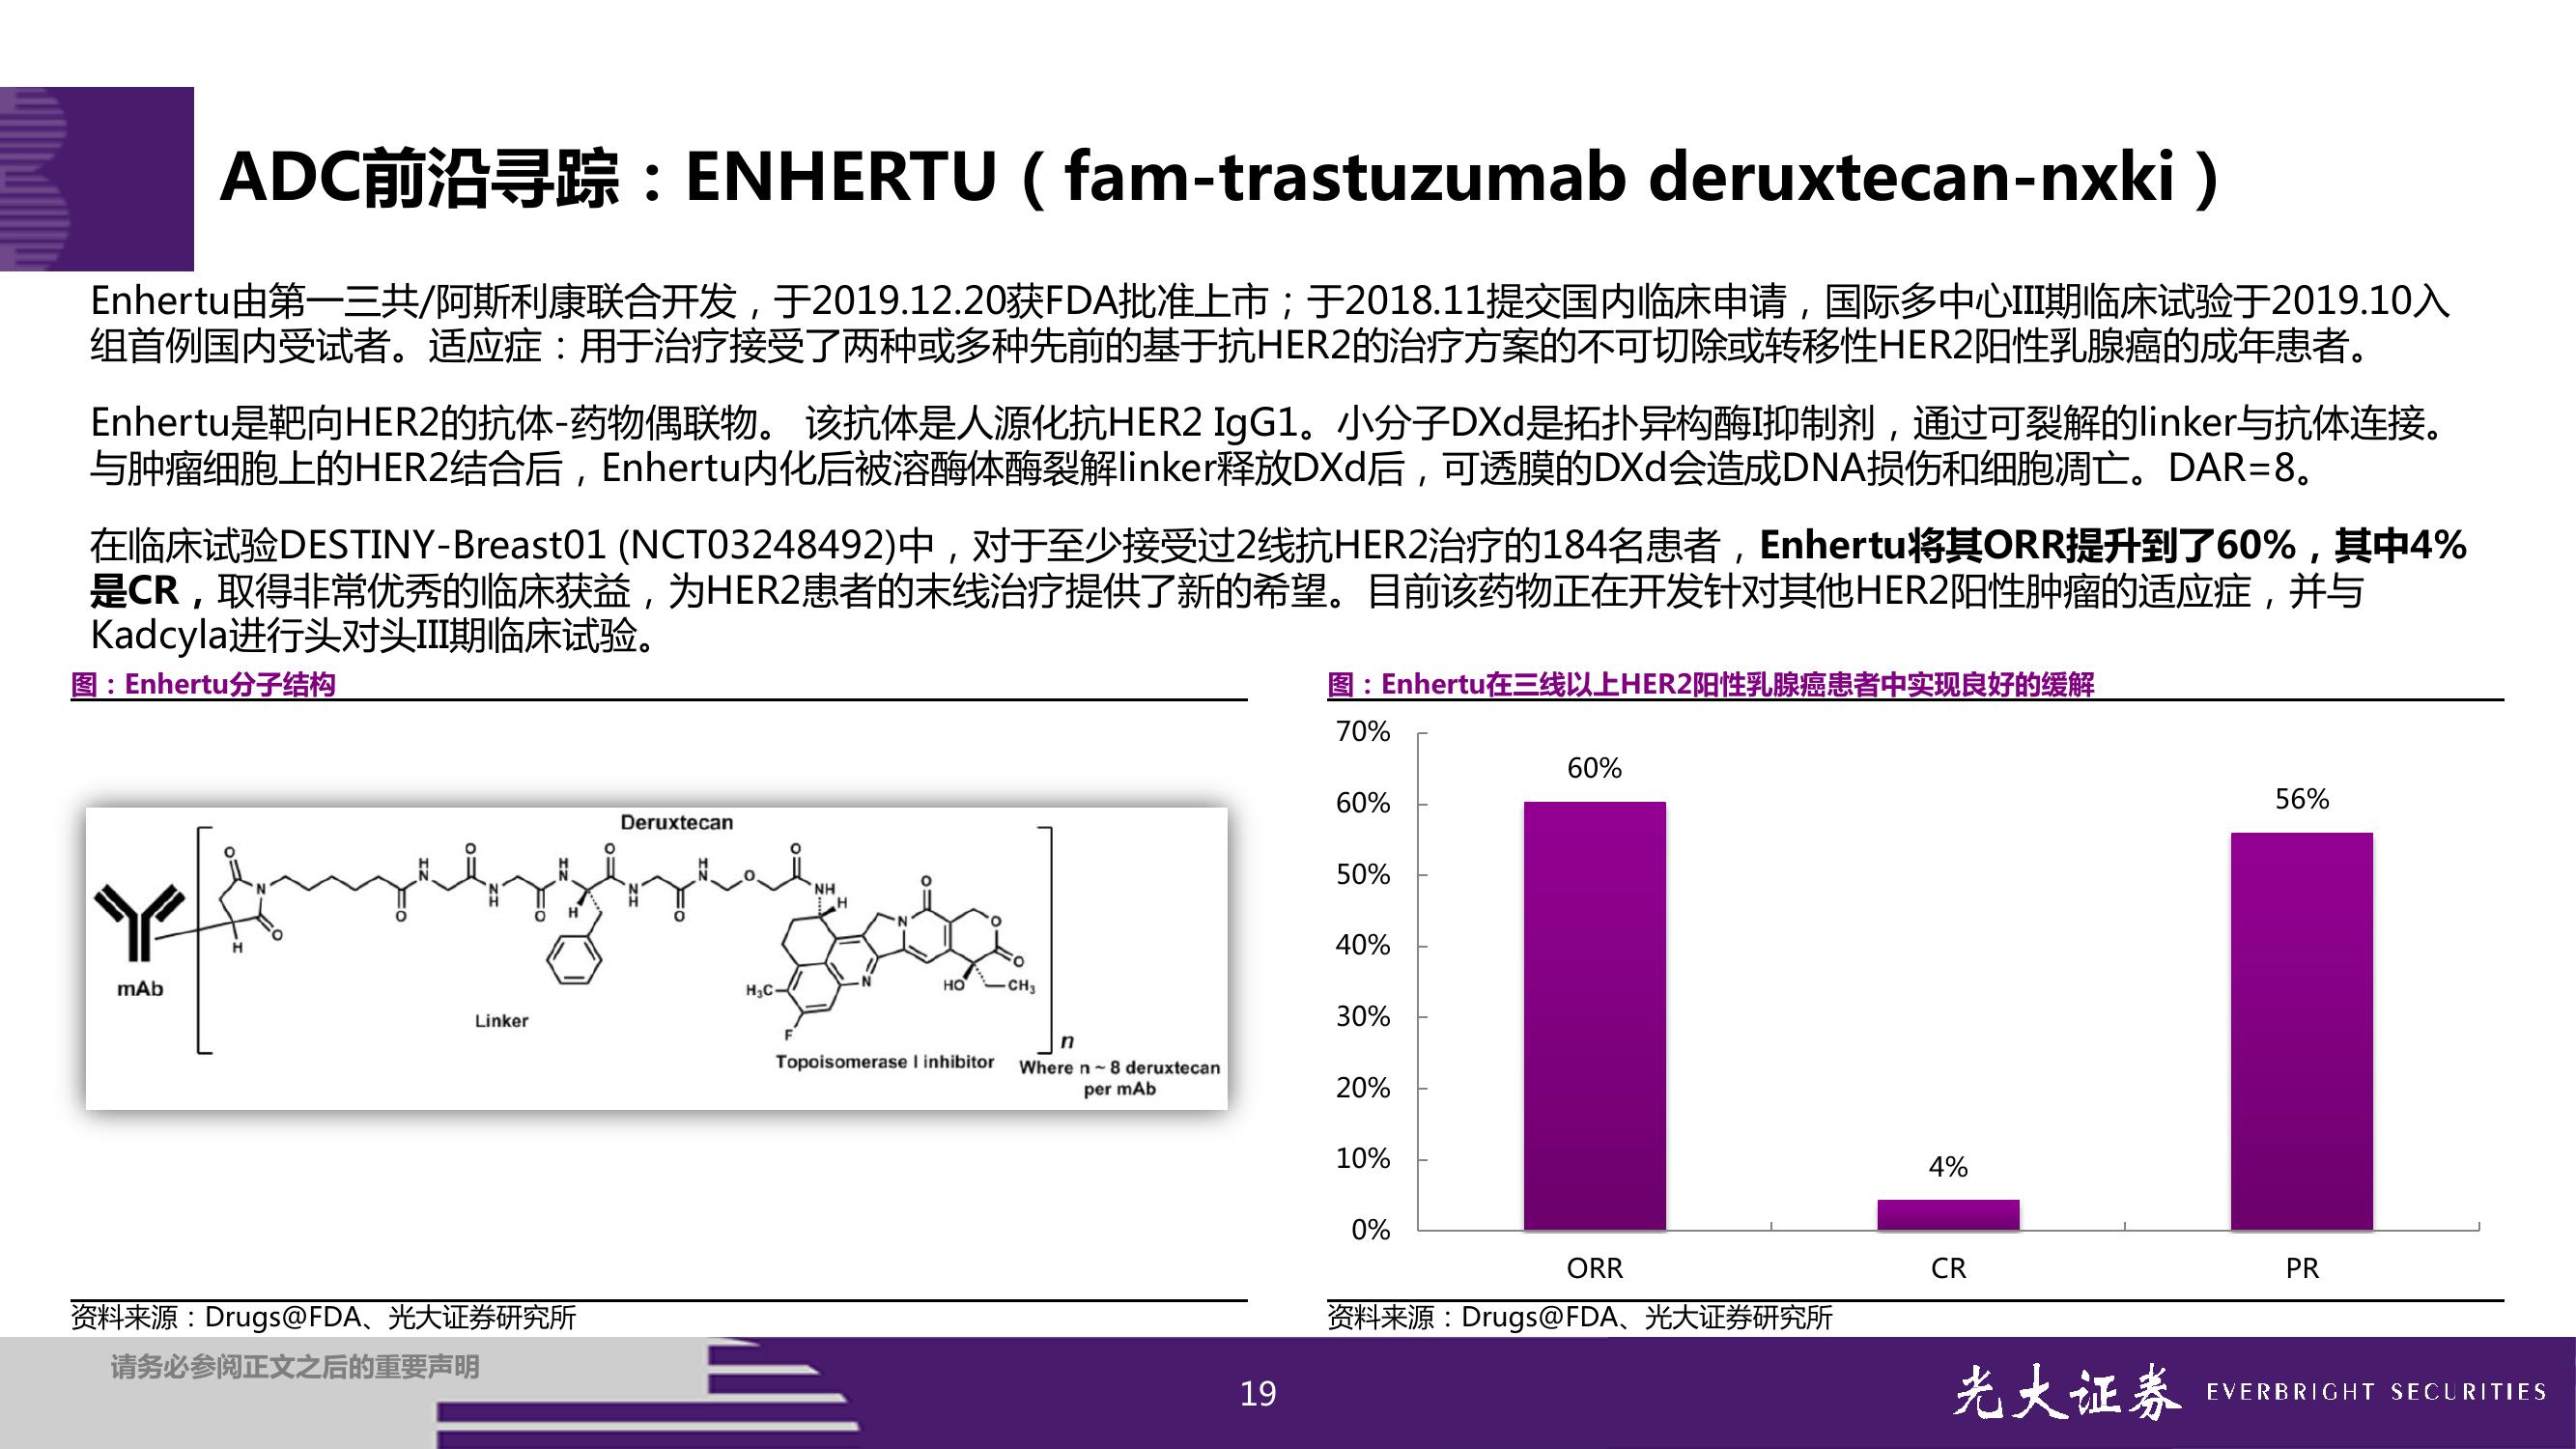 ADC前沿寻踪：ENHERTU（fam-trastuzumab deruxtecan-nxki）
Enhertu由第一三共/阿斯利康联合开发，于2019.12.20获FDA批准上市；于2018.11提交国内临床申请，国际多中心III期临床试验于2019.10入
组首例国内受试者。适应症：用于治疗接受了两种或多种先前的基于抗HER2的治疗方案的不可切除或转移性HER2阳性乳腺癌的成年患者。
Enhertu是靶向HER2的抗体-药物偶联物。 该抗体是人源化抗HER2 IgG1。小分子DXd是拓扑异构酶I抑制剂，通过可裂解的linker与抗体连接。
与肿瘤细胞上的HER2结合后，Enhertu内化后被溶酶体酶裂解linker释放DXd后，可透膜的DXd会造成DNA损伤和细胞凋亡。DAR=8。
在临床试验DESTINY-Breast01 (NCT03248492)中，对于至少接受过2线抗HER2治疗的184名患者，Enhertu将其ORR提升到了60%，其中4%
是CR，取得非常优秀的临床获益，为HER2患者的末线治疗提供了新的希望。目前该药物正在开发针对其他HER2阳性肿瘤的适应症，并与
Kadcyla进行头对头III期临床试验。
图：Enhertu分子结构
Deruxtecan
O
O
O
O
O
H
N
H
N
H
N
N
O
N
H
O
N
H
O
O
N
H
O
O
NH
H
H
H
O
N
O
O
N
HO
CH3
H3C
F
mAb
Linker
Topoisomerase I inhibitor
n
Where n ~ 8 deruxtecan
per mAb
资料来源：Drugs@FDA、光大证券研究所
图：Enhertu在三线以上HER2阳性乳腺癌患者中实现良好的缓解
70%
60%
50%
40%
30%
20%
10%
0%
60%
4%
56%
ORR
CR
PR
资料来源：Drugs@FDA、光大证券研究所
请务必参阅正文之后的重要声明
19
光大证券 EVERBRIGHT SECURITIES